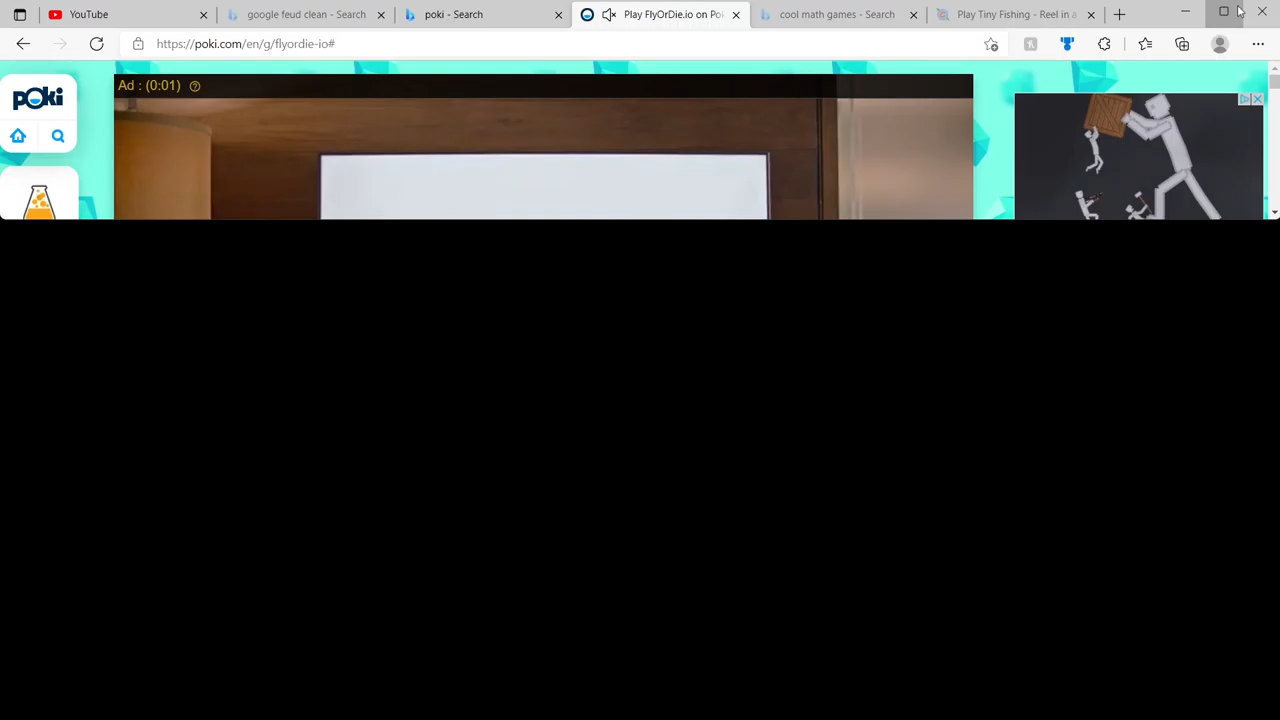 YouTube
google feud clean - Search
poki - Search
Play FlyOrDie.io on Pok
cool math games - Search
Play Tiny Fishing - Reel in a
https://poki.com/en/g/flyordie-io#
poki
Ad : (0:01)